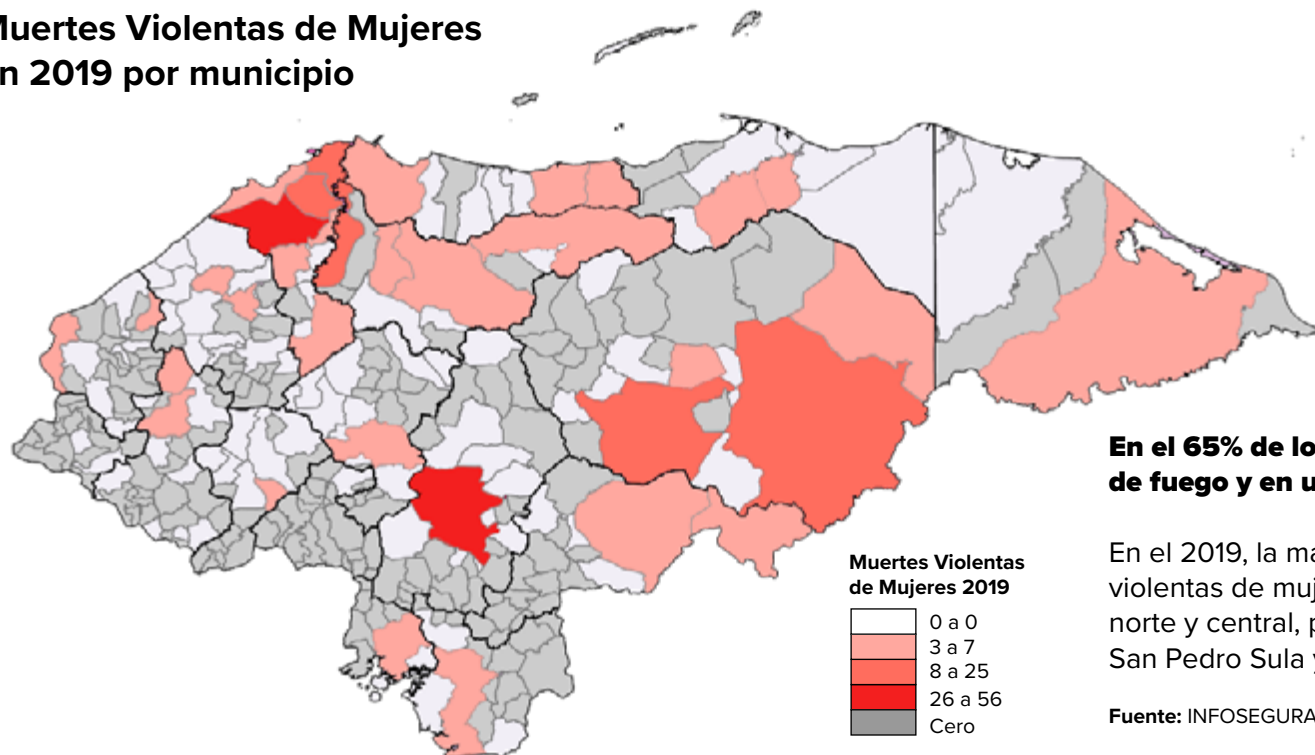 Muertes Violentas de Mujeres
n 2019 por municipio
En el 65% de lo
de fuego y en u
En el 2019, la ma
violentas de muj
norte y central, p
San Pedro Sula y
Fuente: INFOSEGURA
Muertes Violentas
de Mujeres 2019
0 a 0
3 a 7
8 a 25
26 a 56
Cero